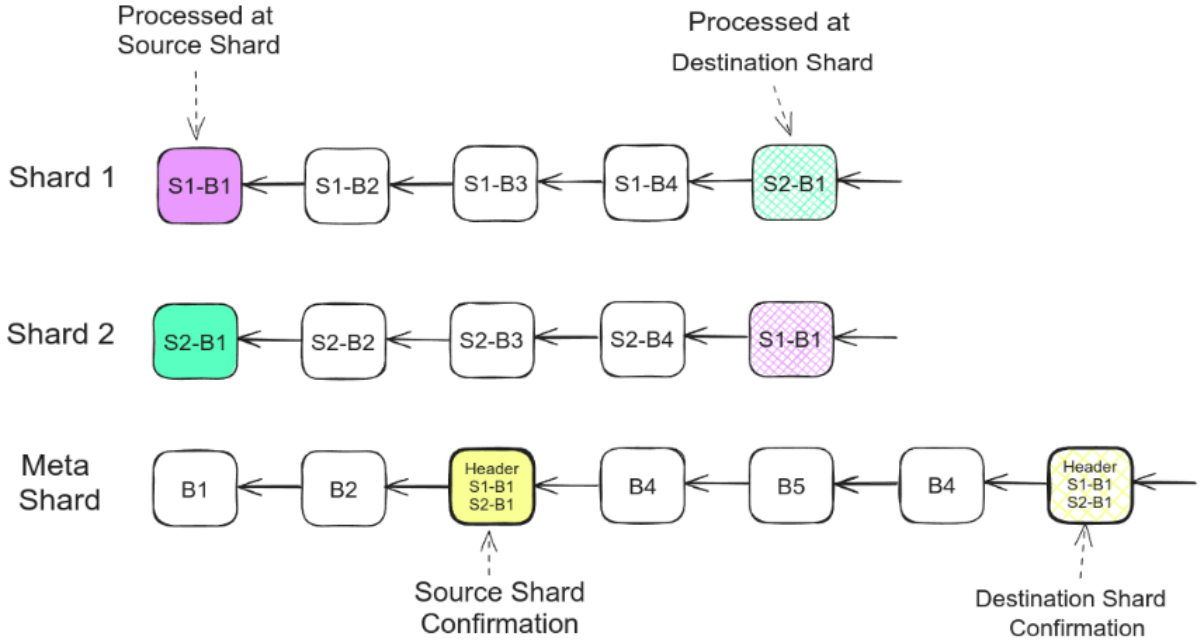 Processed at
Source Shard
Processed at
Destination Shard
Shard 1
S1-B1
S1-B2
S1-B3
S1-B4
S2-B1
Shard 2
S2-B1
S2-B2
S2-B3
S2-B4
S1-B1
Meta
Shard
B1
B2
Header
S1-B1
S2-B1
B4
B5
B4
Header
S1-B1
S2-B1
Source Shard
Confirmation
Destination Shard
Confirmation